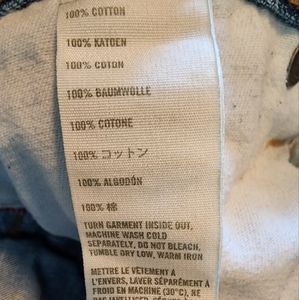 100% COTTON
100% KATOEN
100% COTON
100% BAUMWOLLE
100% COTONE
100% コットン
100% ALGODÓN
100% 棉
TURN GARMENT INSIDE OUT,
MACHINE WASH COLD
SEPARATELY, DO NOT BLEACH,
TUMBLE DRY LOW, WARM IRON
METTRE LE VÊTEMENT À
L'ENVERS, LAVER SÉPARÉMENT À
FROID EN MACHINE (30°C), NE